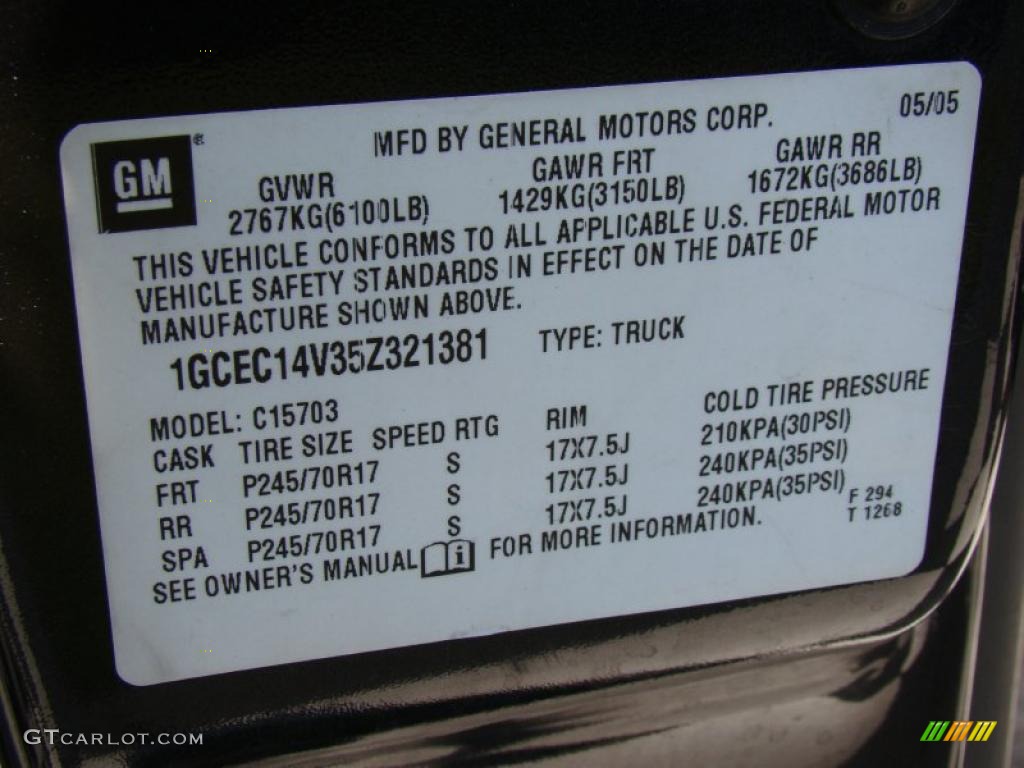 MFD BY GENERAL MOTORS CORP. 05/05
GM®
GVWR GAWR FRT GAWR RR
2767KG(6100LB) 1429KG(3150LB) 1672KG(3686LB)
THIS VEHICLE CONFORMS TO ALL APPLICABLE U.S. FEDERAL MOTOR
VEHICLE SAFETY STANDARDS IN EFFECT ON THE DATE OF
MANUFACTURE SHOWN ABOVE.
1GCEC14V35Z321381 TYPE: TRUCK
MODEL: C15703
CASK TIRE SIZE SPEED RTG RIM COLD TIRE PRESSURE
FRT P245/70R17 S 17X7.5J 210KPA(30PSI)
RR P245/70R17 S 17X7.5J 240KPA(35PSI)
SPA P245/70R17 S 17X7.5J 240KPA(35PSI)
F 294
T 1268
SEE OWNER'S MANUAL i FOR MORE INFORMATION.
GTCARLOT.COM